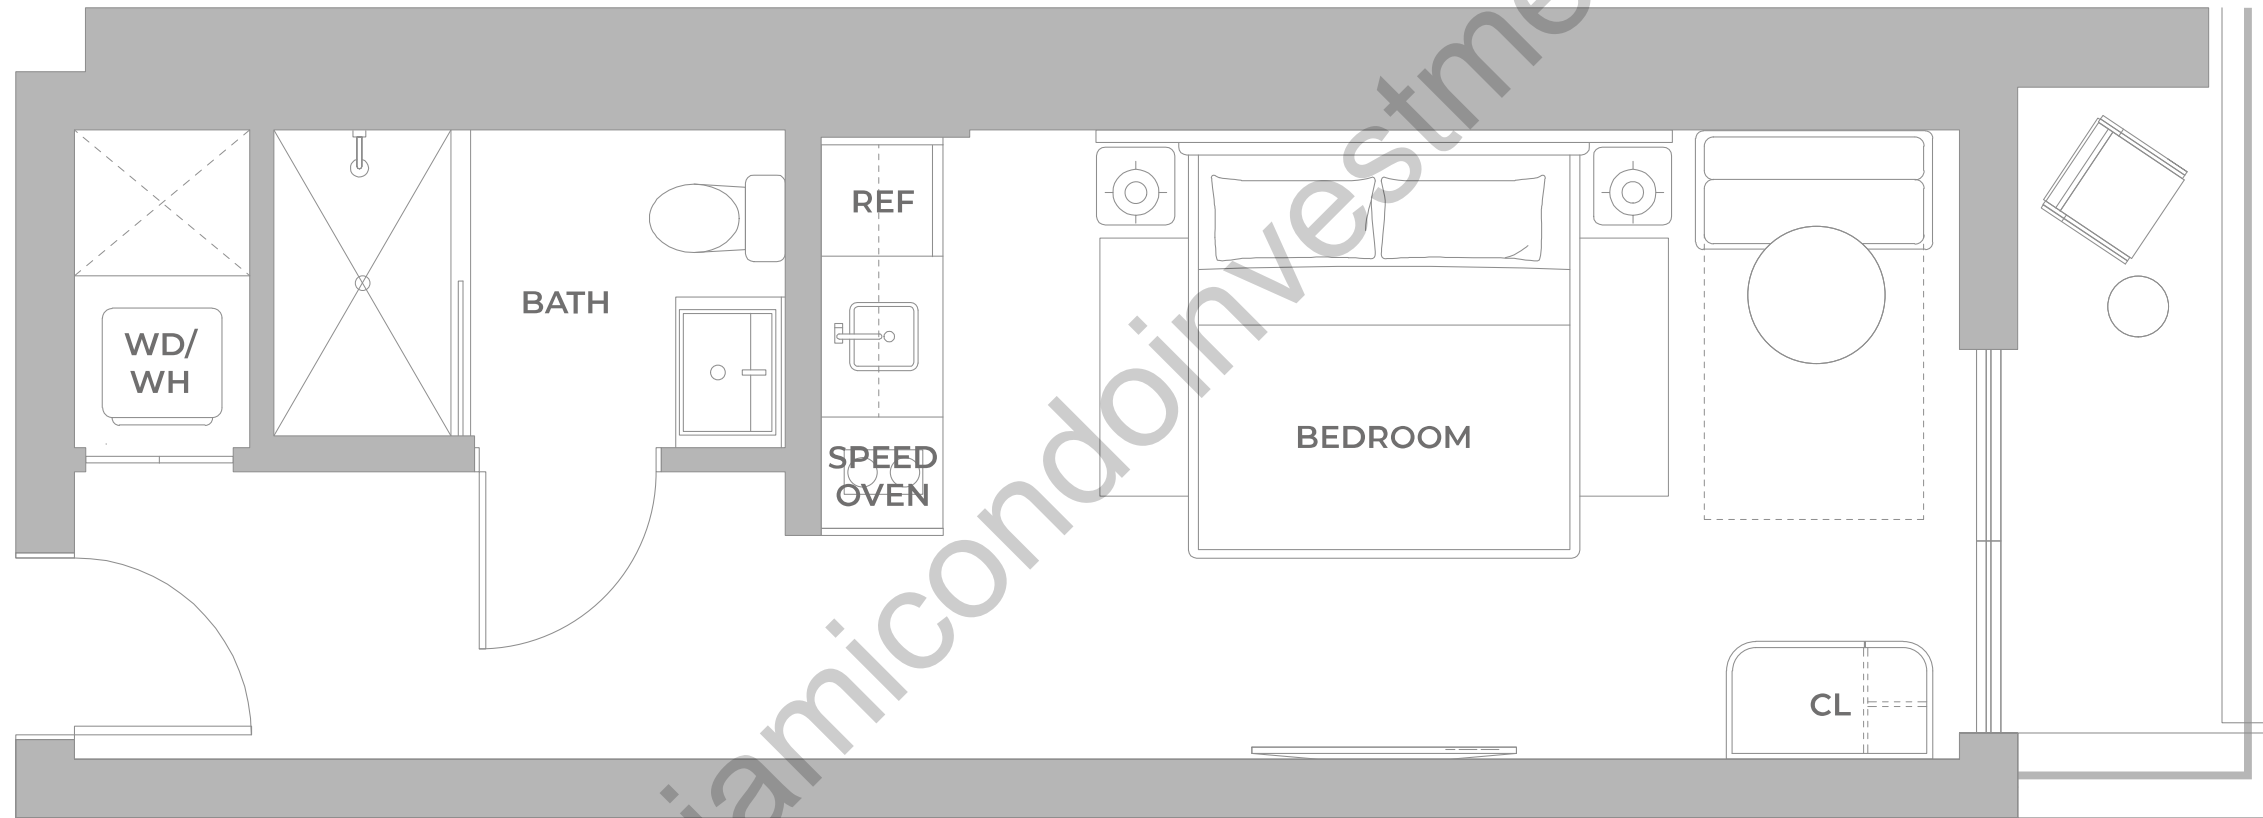 WD/
WH
BATH
REF
SPEED
OVEN
BEDROOM
CL
iamicondoinvestme